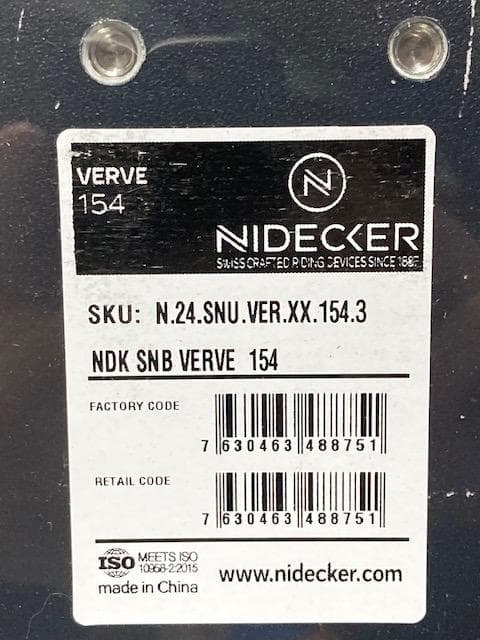 VERVE
154
N
NIDECKER
SWISS CRAFTED RIDING DEVICES SINCE 1887
SKU: N.24.SNU.VER.XX.154.3
NDK SNB VERVE 154
FACTORY CODE
7 630463 488751
RETAIL CODE
7 630463 488751
ISO MEETS ISO
10958-2:2015
made in China
www.nidecker.com